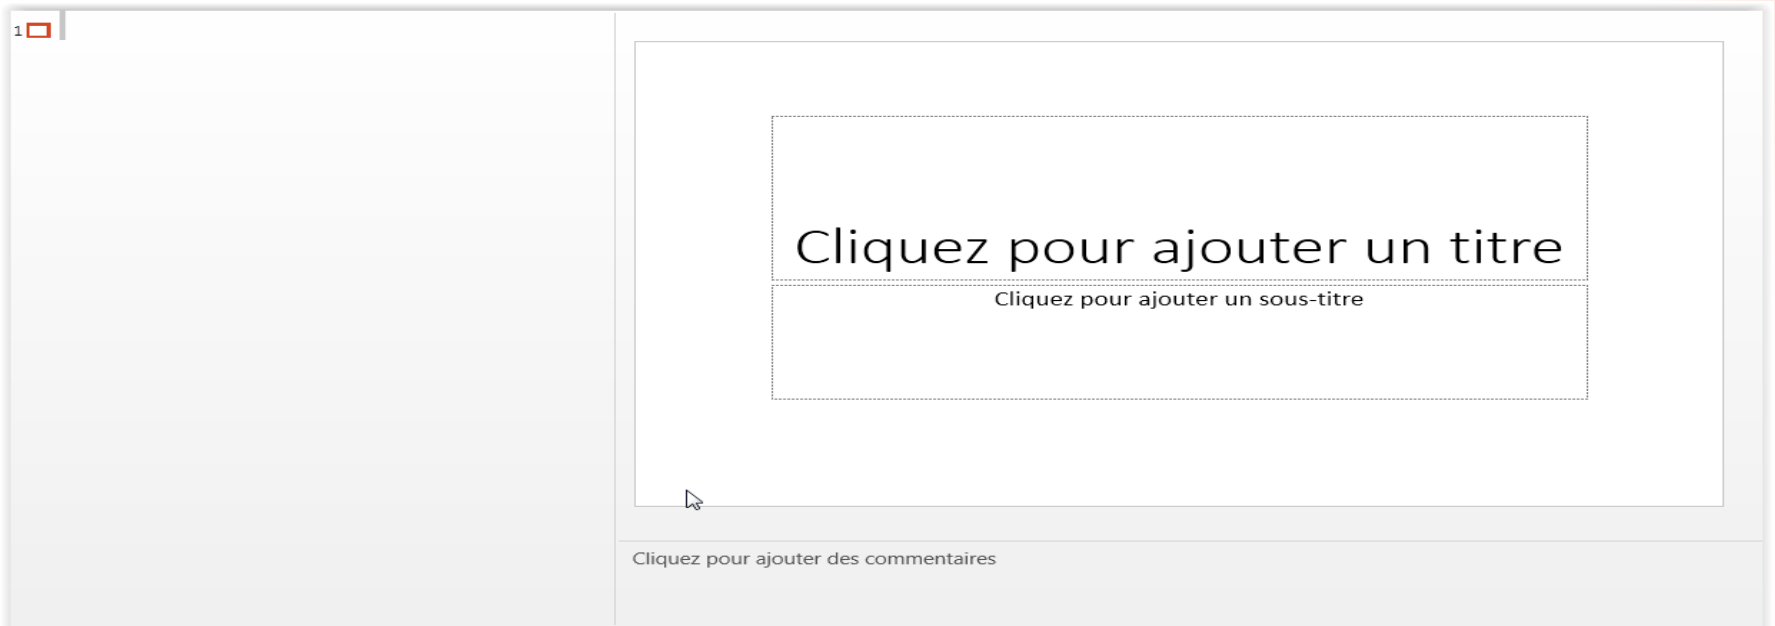 1
Cliquez pour ajouter un titre
Cliquez pour ajouter un sous-titre
Cliquez pour ajouter des commentaires